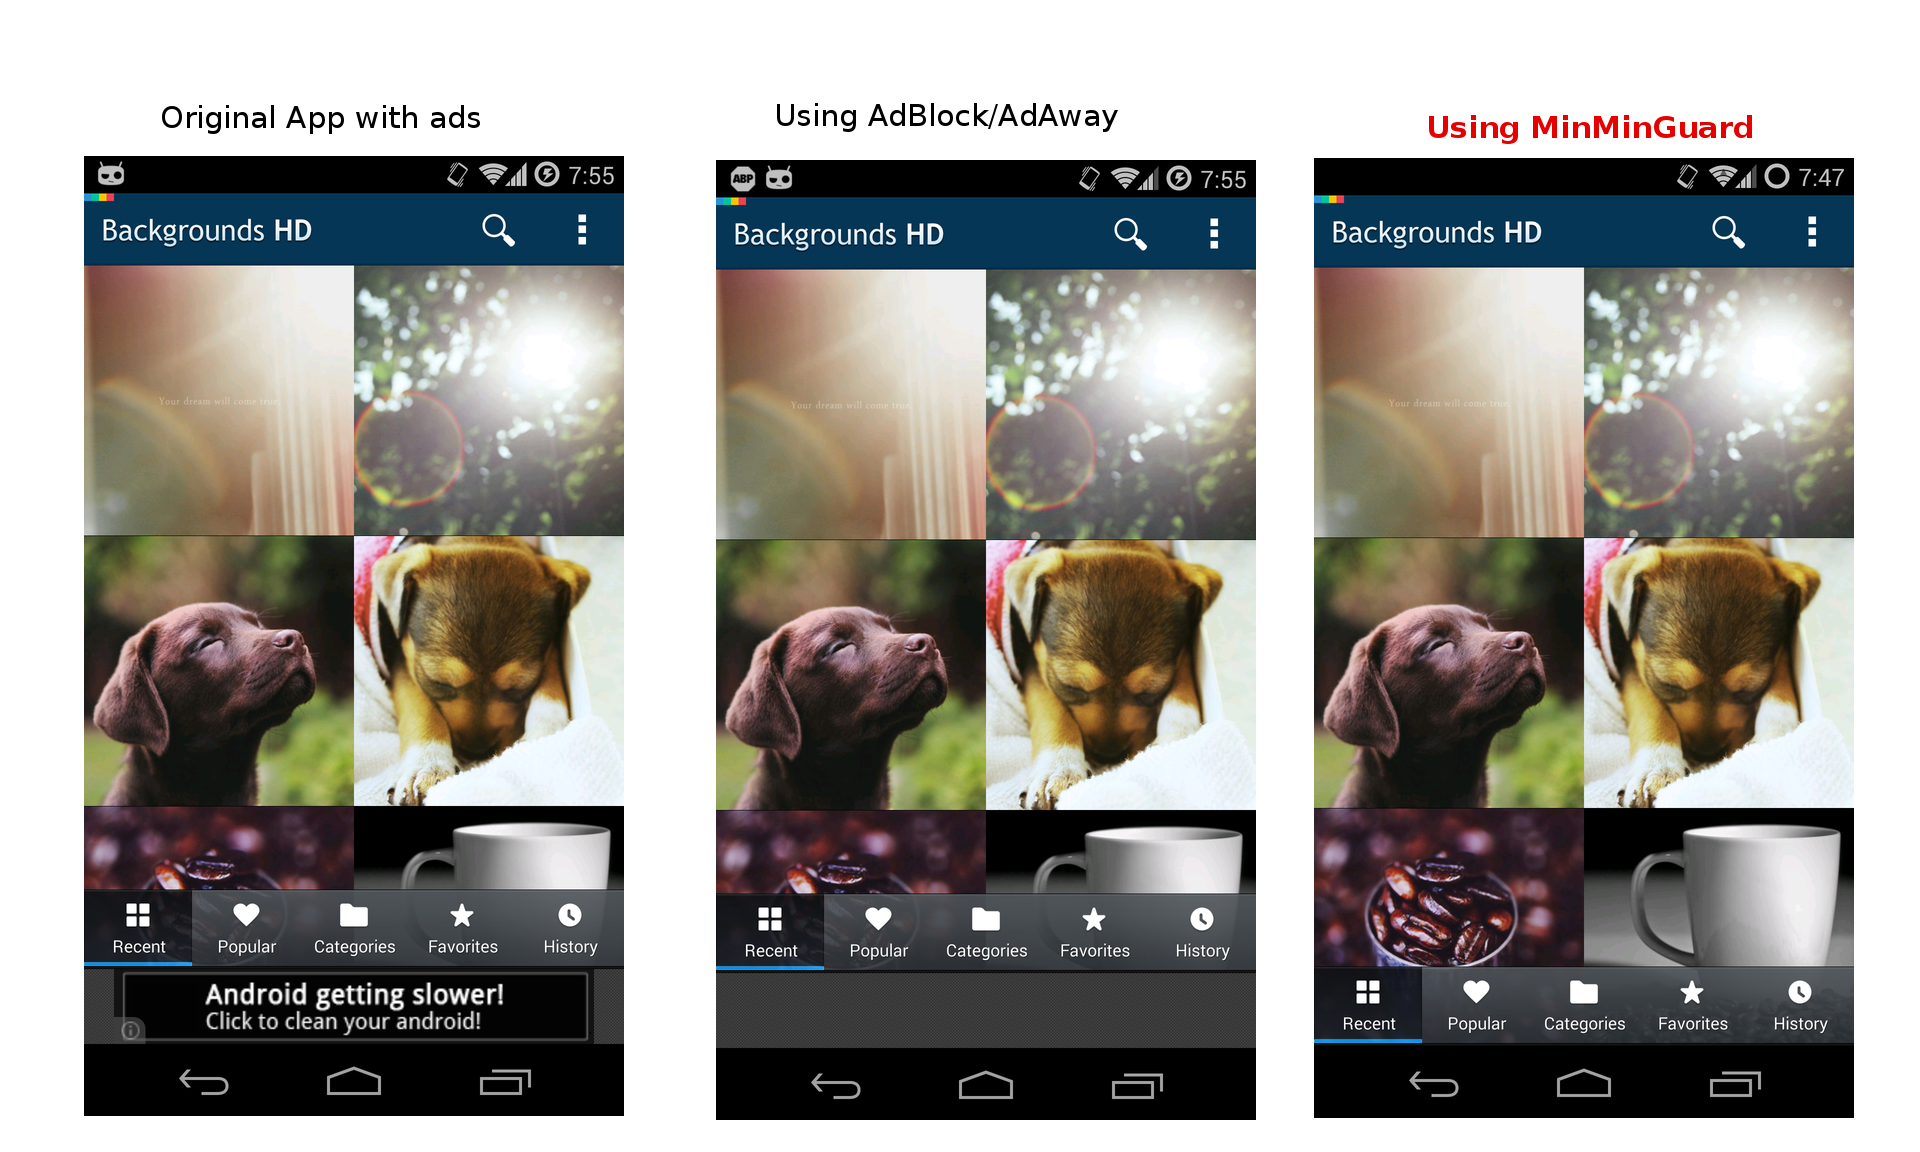 Original App with ads
Using AdBlock/AdAway
Using MinMinGuard
7:55
Backgrounds HD
Your dream will come true.
Recent
Popular
Categories
Favorites
History
Android getting slower!
Click to clean your android!
ABP
7:55
Backgrounds HD
Your dream will come true.
Recent
Popular
Categories
Favorites
History
7:47
Backgrounds HD
Your dream will come true.
Recent
Popular
Categories
Favorites
History